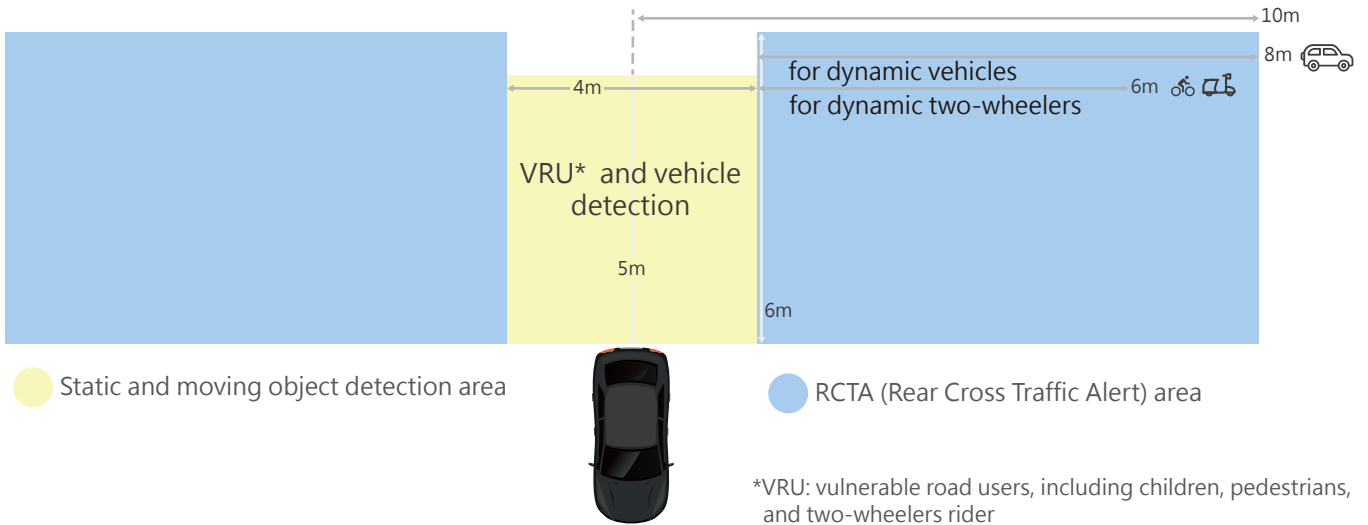 10m
for dynamic vehicles
8m
4m
6m
for dynamic two-wheelers
VRU* and vehicle
detection
5m
6m
Static and moving object detection area
RCTA (Rear Cross Traffic Alert) area
*VRU: vulnerable road users, including children, pedestrians,
and two-wheelers rider